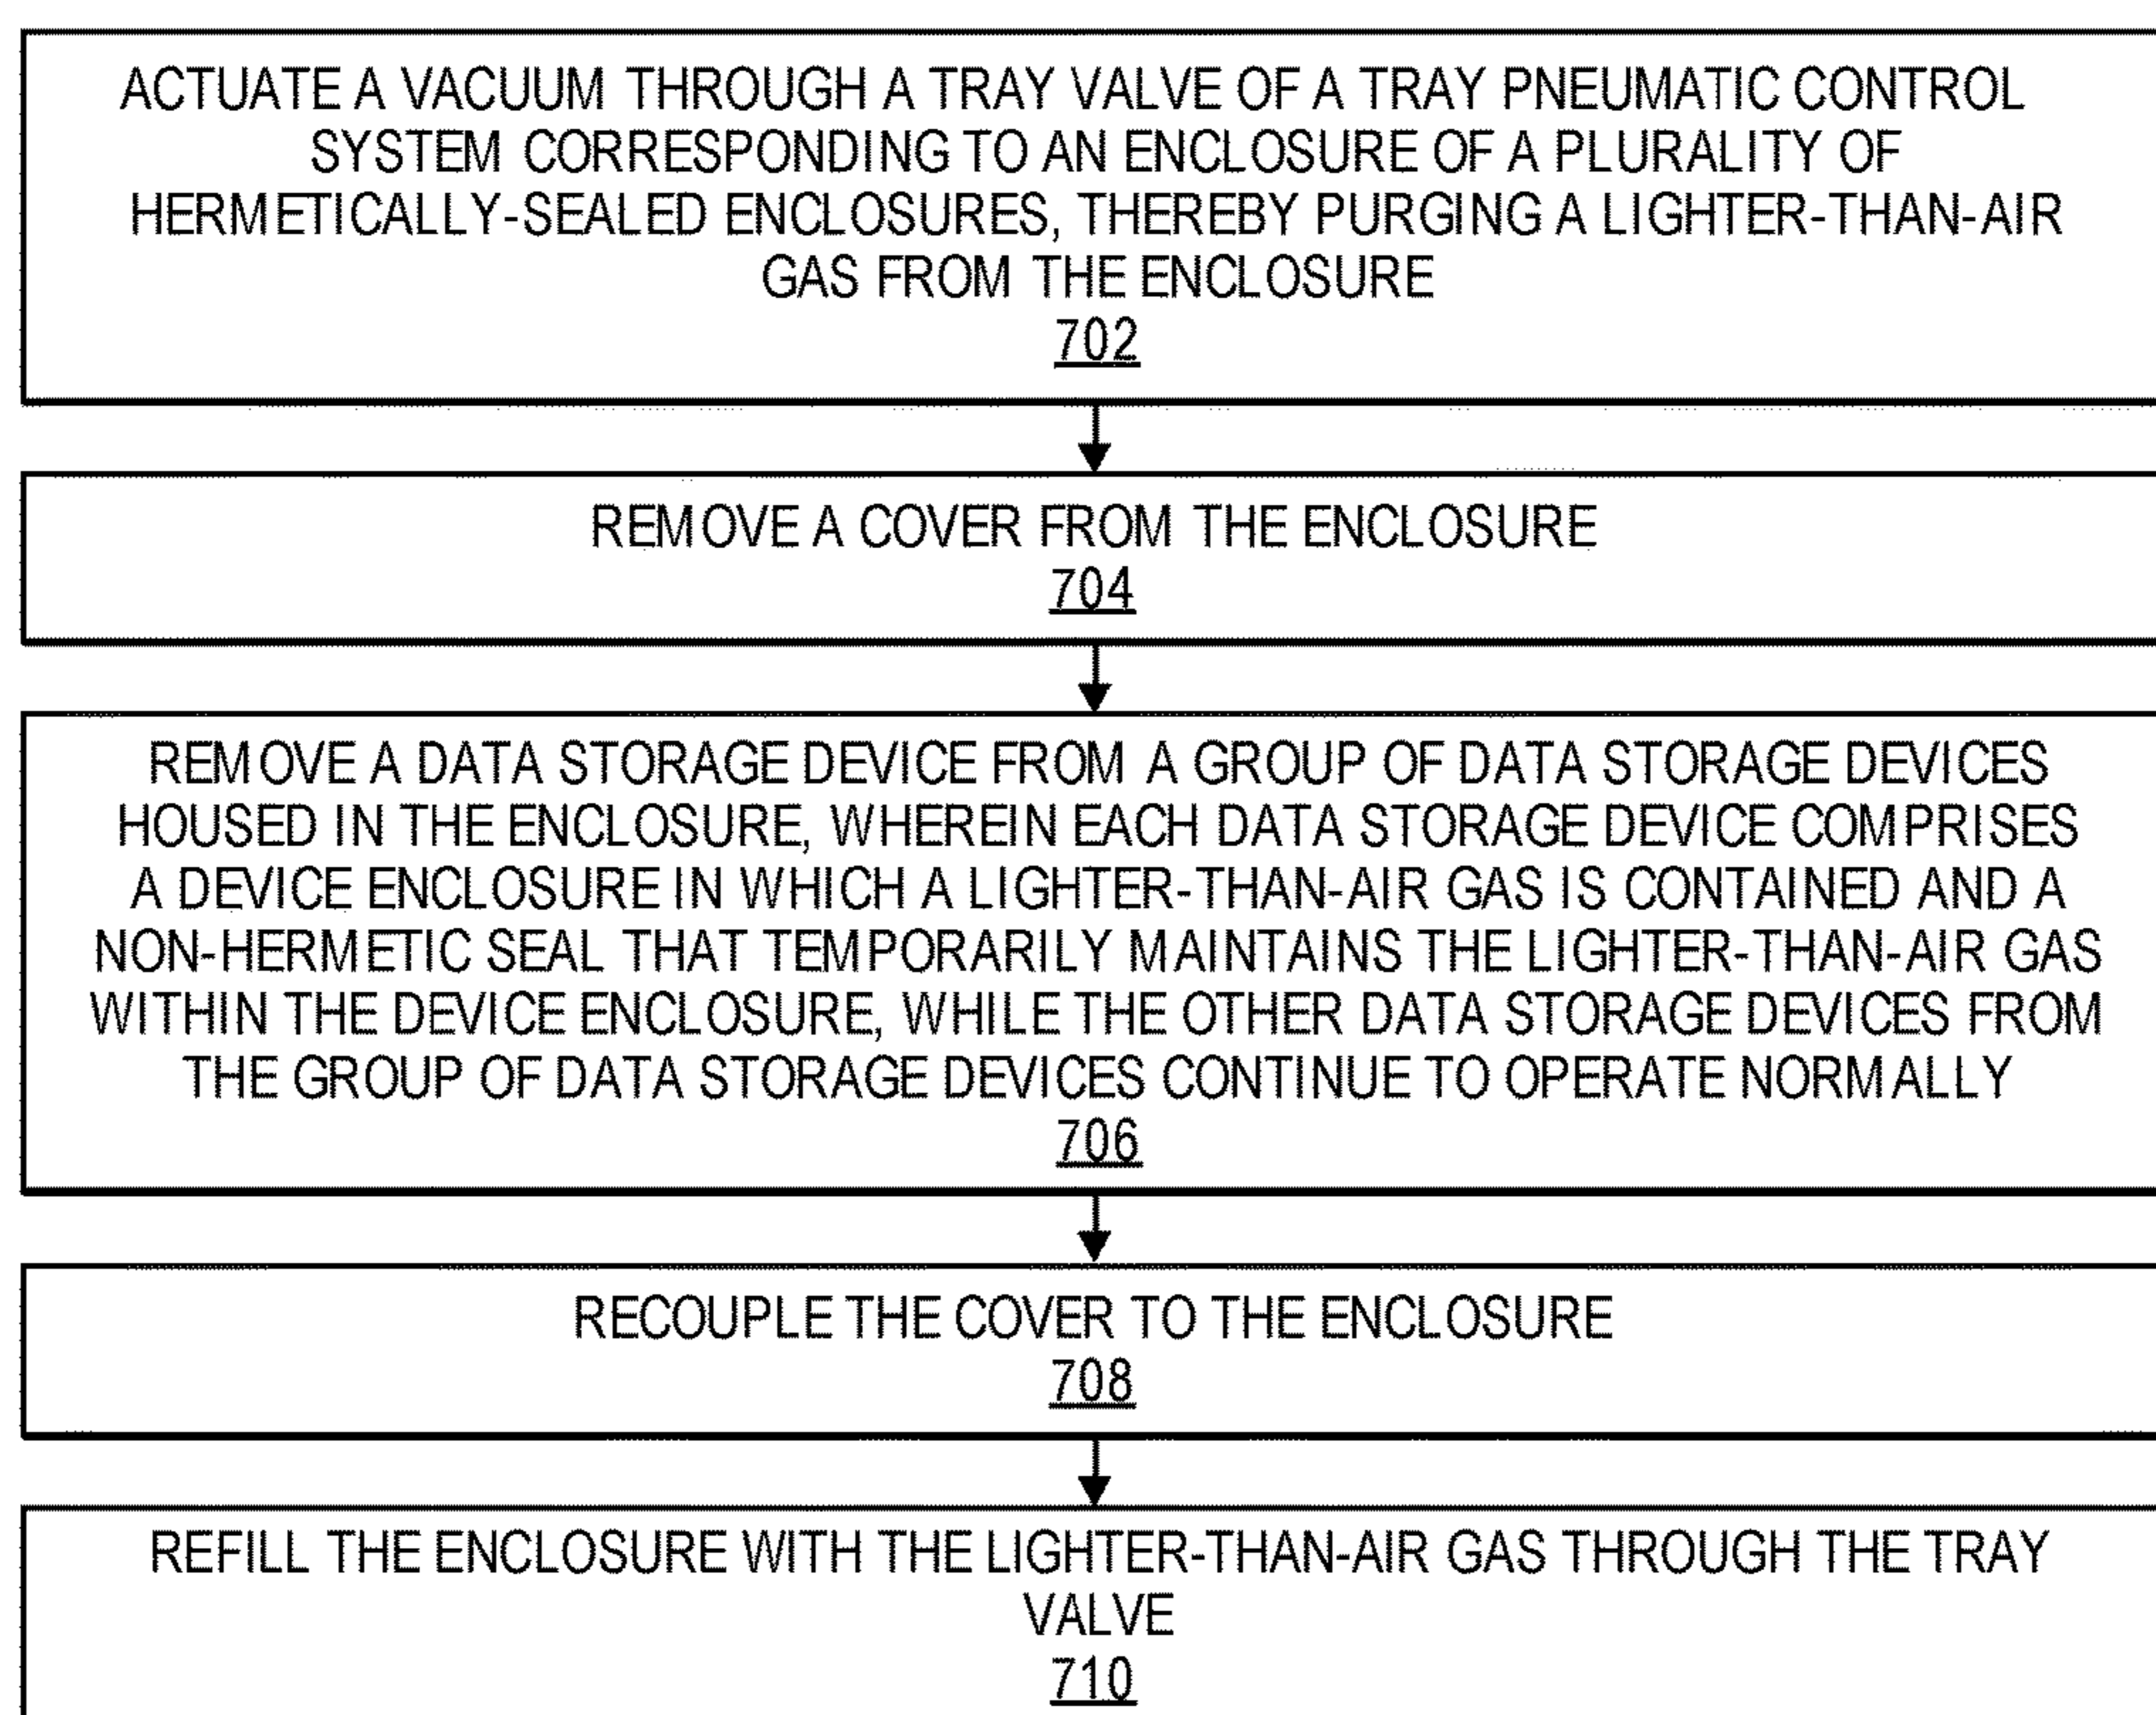 ACTUATE A VACUUM THROUGH A TRAY VALVE OF A TRAY PNEUMATIC CONTROL
SYSTEM CORRESPONDING TO AN ENCLOSURE OF A PLURALITY OF
HERMETICALLY-SEALED ENCLOSURES, THEREBY PURGING A LIGHTER-THAN-AIR
GAS FROM THE ENCLOSURE
702
REMOVE A COVER FROM THE ENCLOSURE
704
REMOVE A DATA STORAGE DEVICE FROM A GROUP OF DATA STORAGE DEVICES
HOUSED IN THE ENCLOSURE, WHEREIN EACH DATA STORAGE DEVICE COMPRISES
A DEVICE ENCLOSURE IN WHICH A LIGHTER-THAN-AIR GAS IS CONTAINED AND A
NON-HERMETIC SEAL THAT TEMPORARILY MAINTAINS THE LIGHTER-THAN-AIR GAS
WITHIN THE DEVICE ENCLOSURE, WHILE THE OTHER DATA STORAGE DEVICES FROM
THE GROUP OF DATA STORAGE DEVICES CONTINUE TO OPERATE NORMALLY
706
RECOUPLE THE COVER TO THE ENCLOSURE
708
REFILL THE ENCLOSURE WITH THE LIGHTER-THAN-AIR GAS THROUGH THE TRAY
VALVE
710